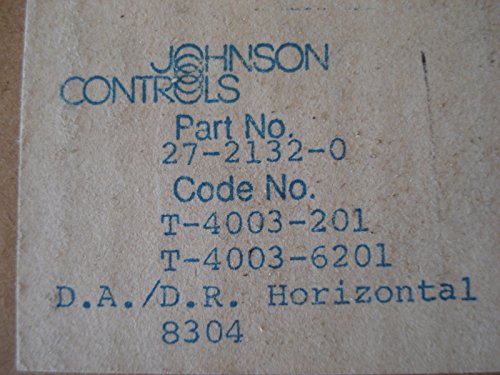 JOHNSON
CONTROLS
Part No.
27-2132-0
Code No.
T-4003-201
T-4003-6201
D.A./D.R. Horizontal
8304